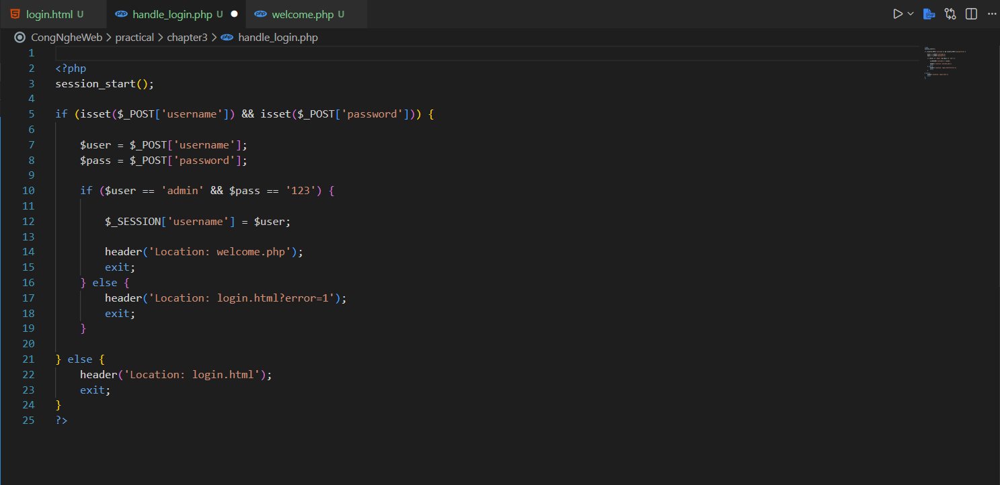 login.html U
handle_login.php U
welcome.php U
CongNgheWeb > practical > chapter3 > handle_login.php
1
2 <?php
3 session_start();
4
5 if (isset($_POST['username']) && isset($_POST['password'])) {
6
7     $user = $_POST['username'];
8     $pass = $_POST['password'];
9
10     if ($user == 'admin' && $pass == '123') {
11
12         $_SESSION['username'] = $user;
13
14         header('Location: welcome.php');
15         exit;
16     } else {
17         header('Location: login.html?error=1');
18         exit;
19     }
20
21 } else {
22     header('Location: login.html');
23     exit;
24 }
25 ?>